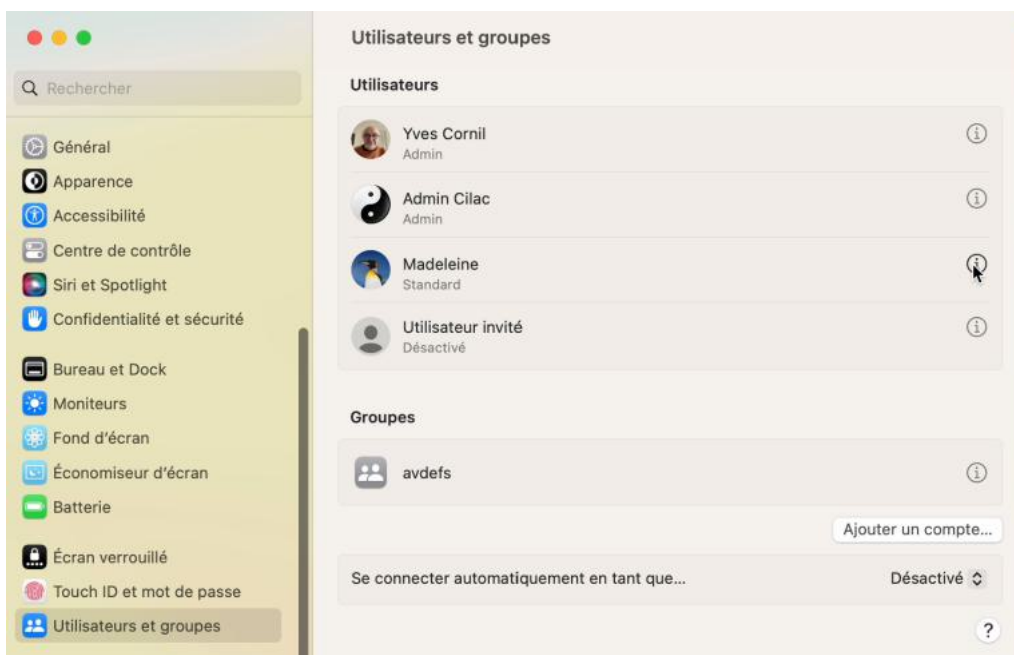 Rechercher
Général
Apparence
Accessibilité
Centre de contrôle
Siri et Spotlight
Confidentialité et sécurité
Bureau et Dock
Moniteurs
Fond d'écran
Économiseur d'écran
Batterie
Écran verrouillé
Touch ID et mot de passe
Utilisateurs et groupes
Utilisateurs et groupes
Utilisateurs
Yves Cornil
Admin
Admin Cilac
Admin
Madeleine
Standard
Utilisateur invité
Désactivé
Groupes
avdefs
Ajouter un compte...
Se connecter automatiquement en tant que... Désactivé
?